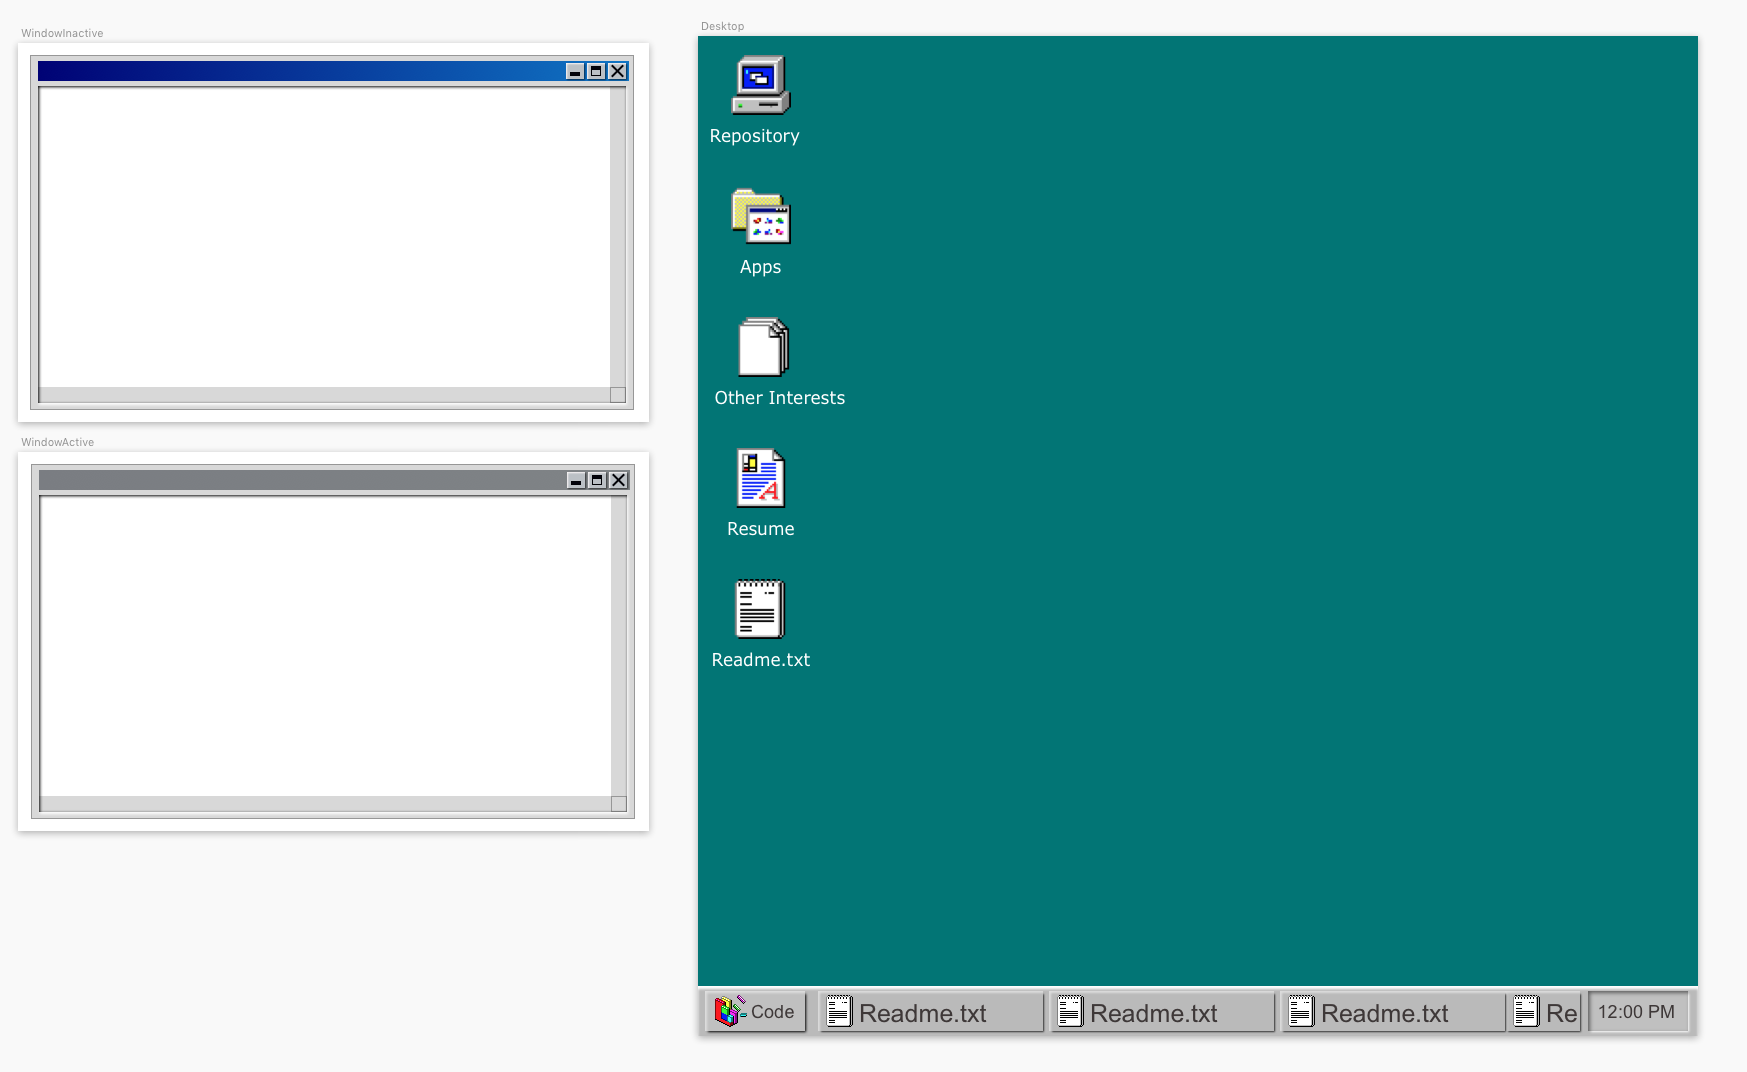 WindowInactive
WindowActive
Desktop
Repository
Apps
Other Interests
Resume
Readme.txt
Code
Readme.txt
Readme.txt
Readme.txt
Re
12:00 PM